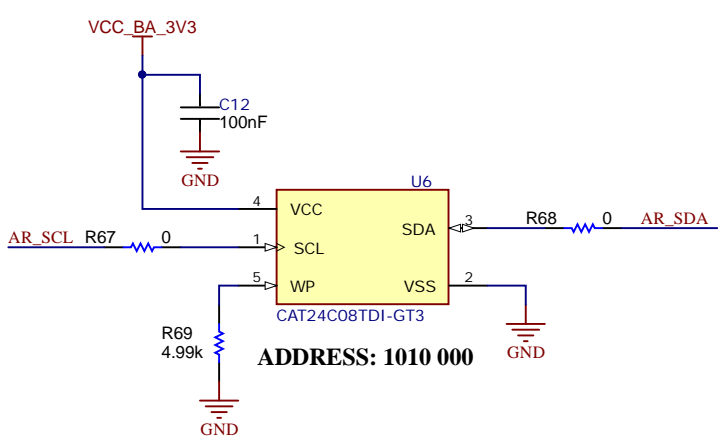 VCC_BA_3V3
C12
100nF
GND
U6
4 VCC
AR_SCL R67 0 1 SCL
SDA 3 R68 0 AR_SDA
5 WP
VSS 2
CAT24C08TDI-GT3
R69
4.99k
ADDRESS: 1010 000
GND
GND